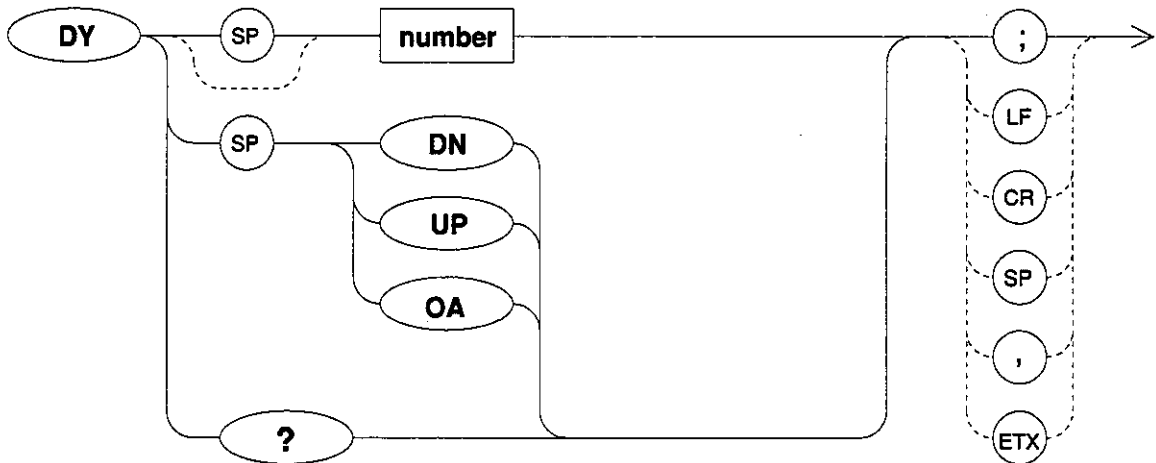 DY SP number ;
LF
SP DN
CR
UP
SP
OA
,
? ETX